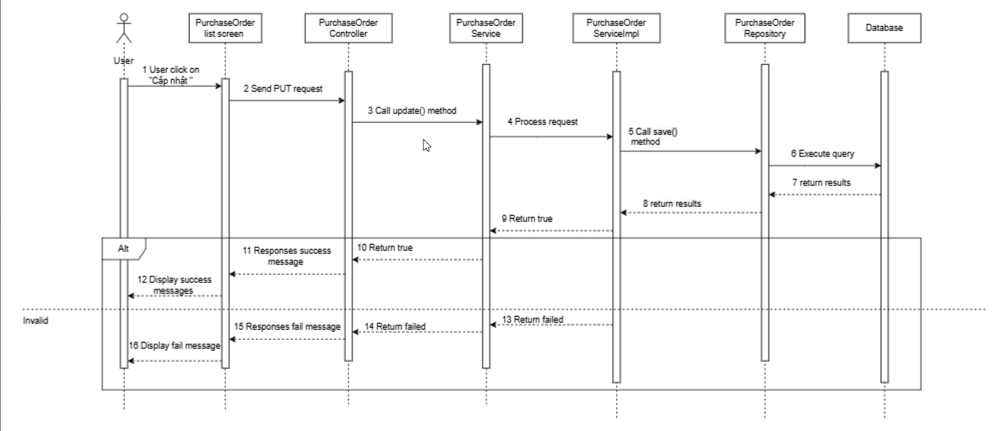 PurchaseOrder
list screen
PurchaseOrder
Controller
PurchaseOrder
Service
PurchaseOrder
ServiceImpl
PurchaseOrder
Repository
Database
User
1 User click on
"Cập nhật "
2 Send PUT request
3 Call update() method
4 Process request
5 Call save()
method
6 Execute query
7 return results
8 return results
9 Return true
Alt
10 Return true
11 Responses success
message
12 Display success
messages
Invalid
13 Return failed
14 Return failed
15 Responses fail message
16 Display fail message